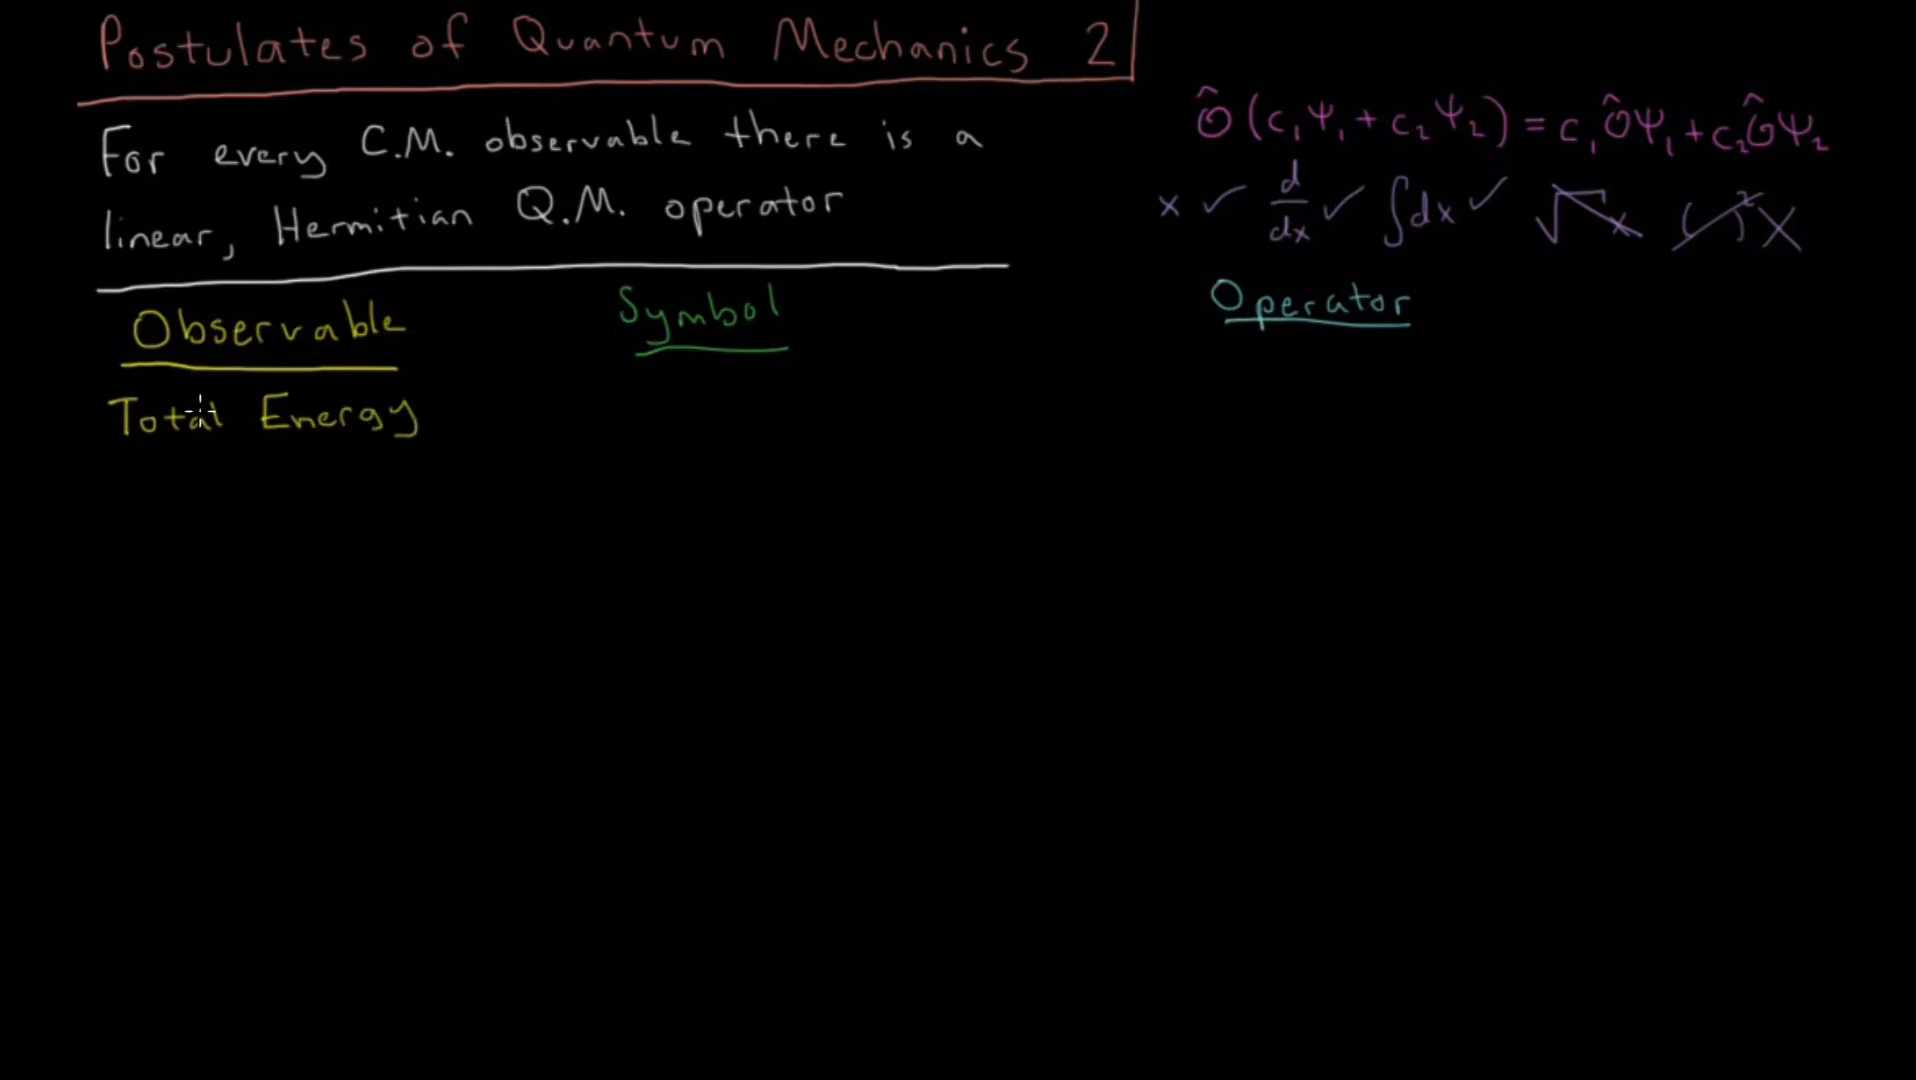 Postulates of Quantum Mechanics 2
For every C.M. observable there is a
linear, Hermitian Q.M. operator
Ô(c₁Ψ₁ + c₂Ψ₂) = c₁ÔΨ₁ + c₂ÔΨ₂
x ✓ d/dx ✓ ∫dx ✓ √ x ( )² X
Observable Symbol Operator
Total Energy